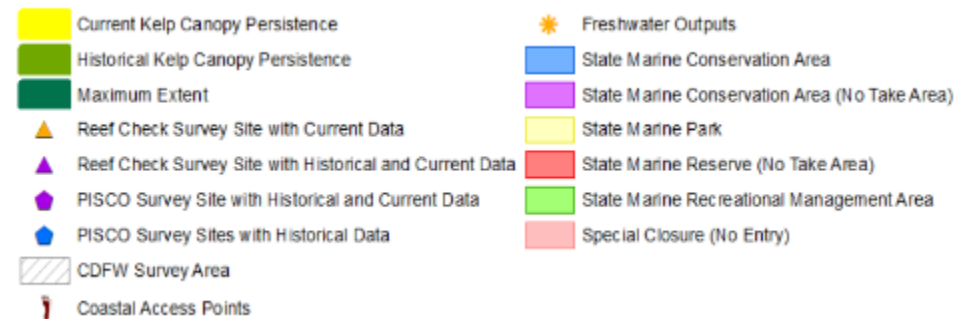 Current Kelp Canopy Persistence
Historical Kelp Canopy Persistence
Maximum Extent
Reef Check Survey Site with Current Data
Reef Check Survey Site with Historical and Current Data
PISCO Survey Site with Historical and Current Data
PISCO Survey Sites with Historical Data
CDFW Survey Area
Coastal Access Points
Freshwater Outputs
State Marine Conservation Area
State Marine Conservation Area (No Take Area)
State Marine Park
State Marine Reserve (No Take Area)
State Marine Recreational Management Area
Special Closure (No Entry)